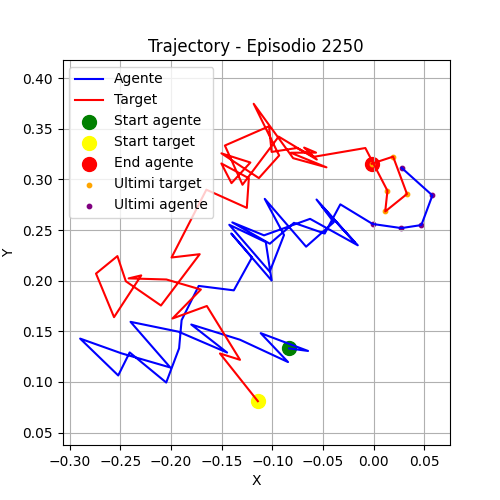 Trajectory - Episodio 2250
Agente
Target
Start agente
Start target
End agente
Ultimi target
Ultimi agente
Y
0.40
0.35
0.30
0.25
0.20
0.15
0.10
0.05
−0.30 −0.25 −0.20 −0.15 −0.10 −0.05 0.00 0.05
X